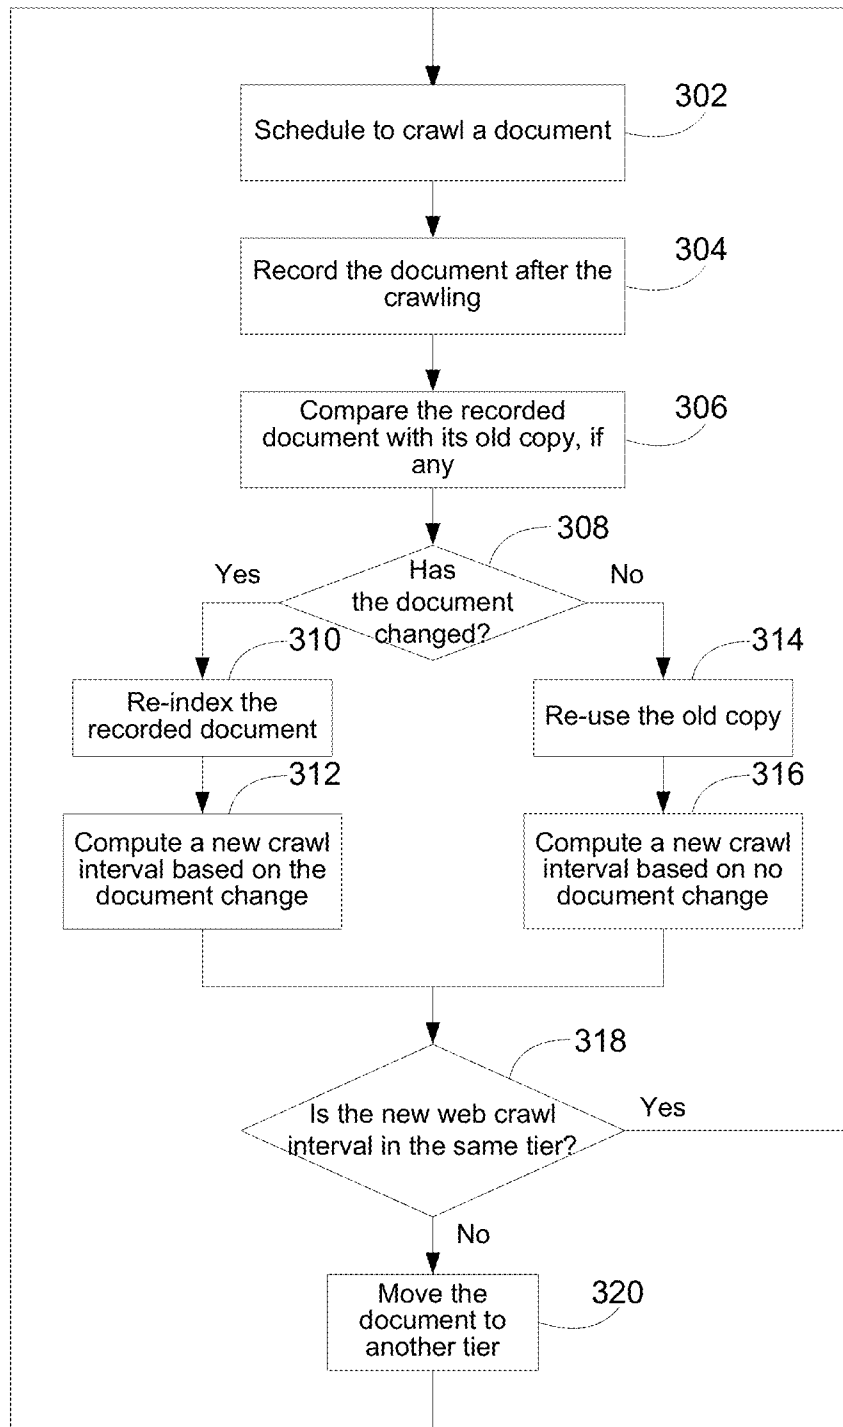 302
Schedule to crawl a document
304
Record the document after the
crawling
306
Compare the recorded
document with its old copy, if
any
308
Yes
Has
the document
changed?
No
310
Re-index the
recorded document
314
Re-use the old copy
312
Compute a new crawl
interval based on the
document change
316
Compute a new crawl
interval based on no
document change
318
Is the new web crawl
interval in the same tier?
Yes
No
320
Move the
document to
another tier